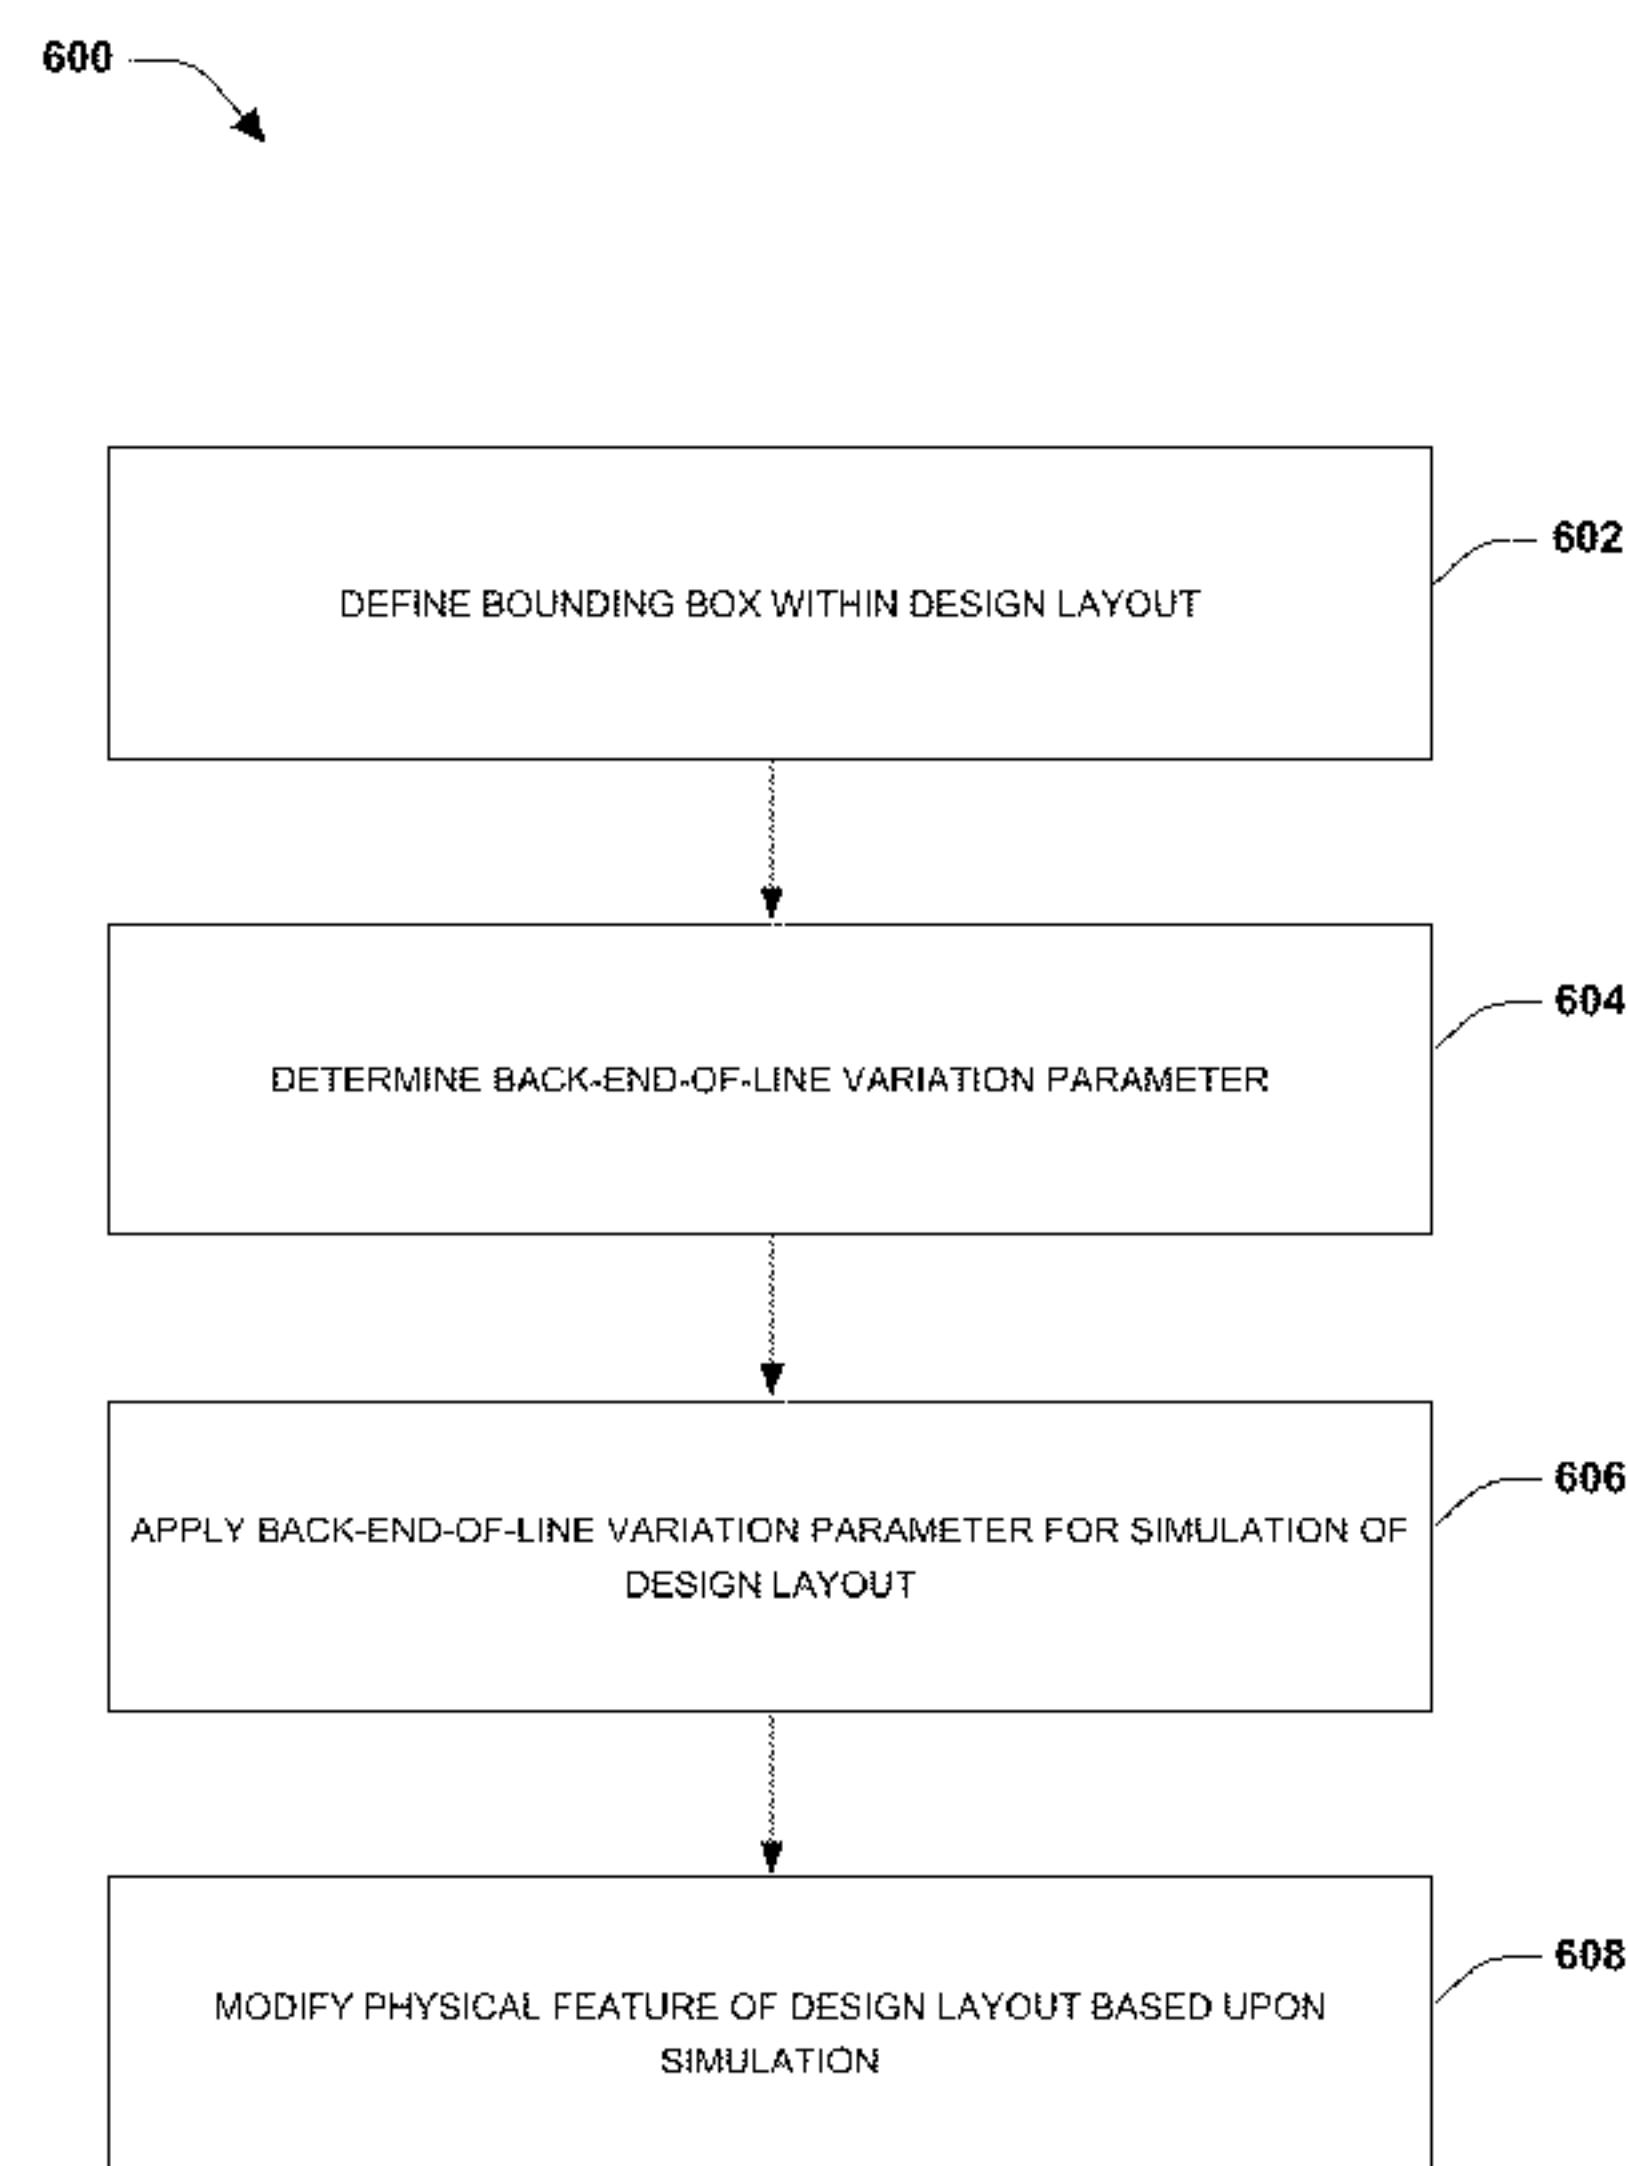 600
602
DEFINE BOUNDING BOX WITHIN DESIGN LAYOUT
604
DETERMINE BACK-END-OF-LINE VARIATION PARAMETER
606
APPLY BACK-END-OF-LINE VARIATION PARAMETER FOR SIMULATION OF
DESIGN LAYOUT
608
MODIFY PHYSICAL FEATURE OF DESIGN LAYOUT BASED UPON
SIMULATION